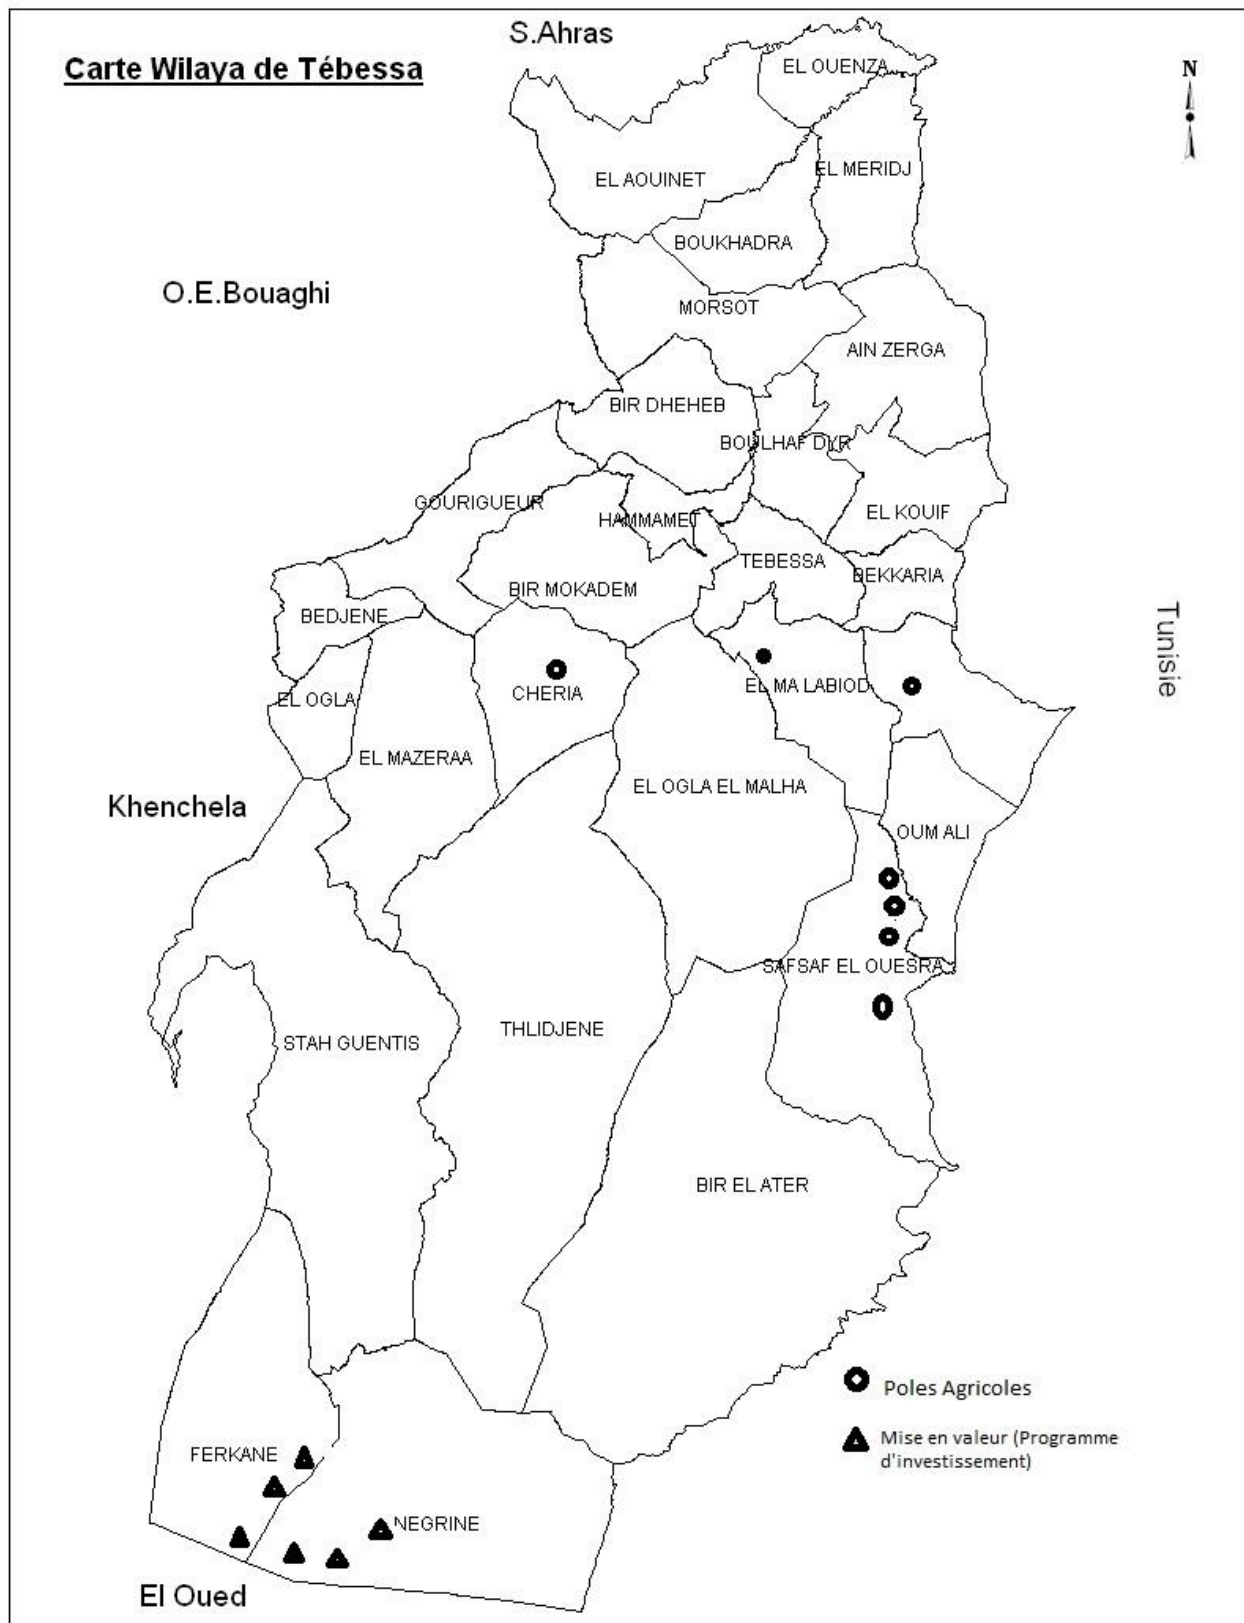 S.Ahras
Carte Wilaya de Tébessa
N
EL OUENZA
EL AOUINET
EL MERIDJ
BOUKHADRA
O.E.Bouaghi
MORSOT
AIN ZERGA
BIR DHEHEB
BOULHAF DYR
GOURIGUEUR
HAMMAMET
EL KOUIF
TEBESSA
BEKKARIA
BIR MOKADEM
BEDJENE
Tunisie
EL OGLA
CHERIA
EL MA LABIOD
EL MAZERAA
EL OGLA EL MALHA
Khenchela
OUM ALI
SAFSAF EL OUESRA
THLIDJENE
STAH GUENTIS
BIR EL ATER
Poles Agricoles
Mise en valeur (Programme
d'investissement)
FERKANE
NEGRINE
El Oued